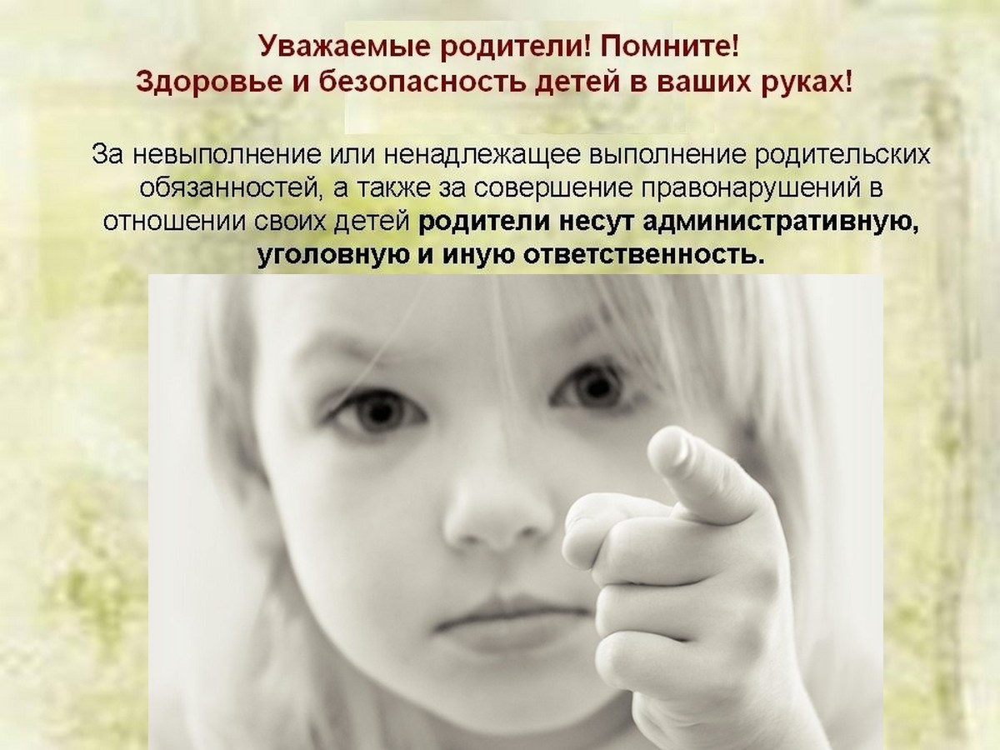 Уважаемые родители! Помните!
Здоровье и безопасность детей в ваших руках!
За невыполнение или ненадлежащее выполнение родительских
обязанностей, а также за совершение правонарушений в
отношении своих детей родители несут административную,
уголовную и иную ответственность.